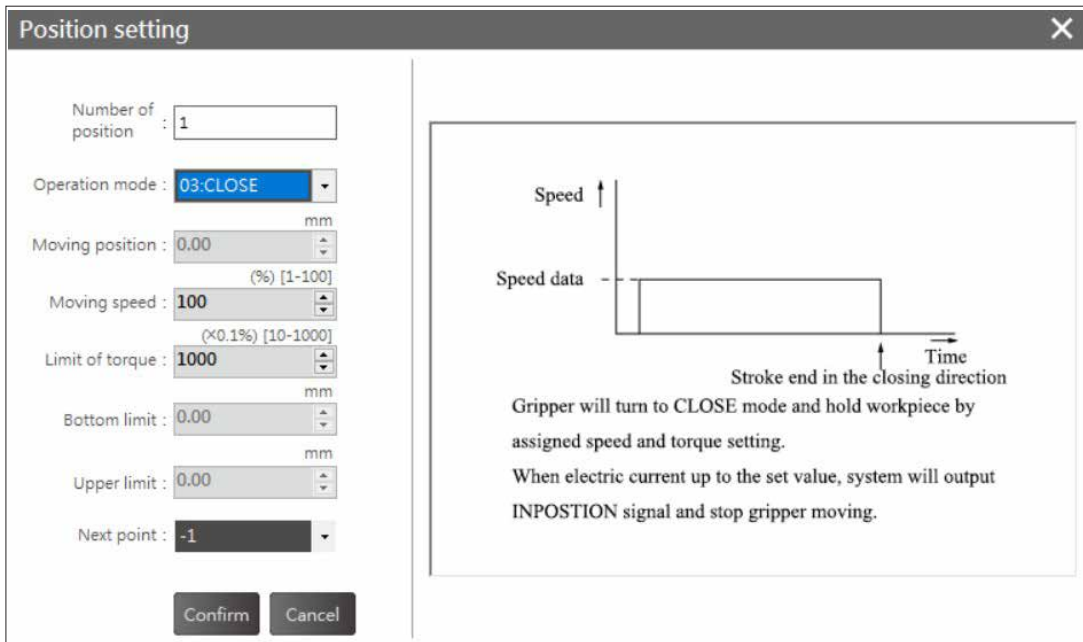 Position setting
Number of
position : 1
Operation mode : 03:CLOSE
mm
Moving position : 0.00
(%) [1-100]
Moving speed : 100
(×0.1%) [10-1000]
Limit of torque : 1000
mm
Bottom limit : 0.00
mm
Upper limit : 0.00
Next point : -1
Confirm Cancel
Speed
Speed data
Time
Stroke end in the closing direction
Gripper will turn to CLOSE mode and hold workpiece by
assigned speed and torque setting.
When electric current up to the set value, system will output
INPOSTION signal and stop gripper moving.